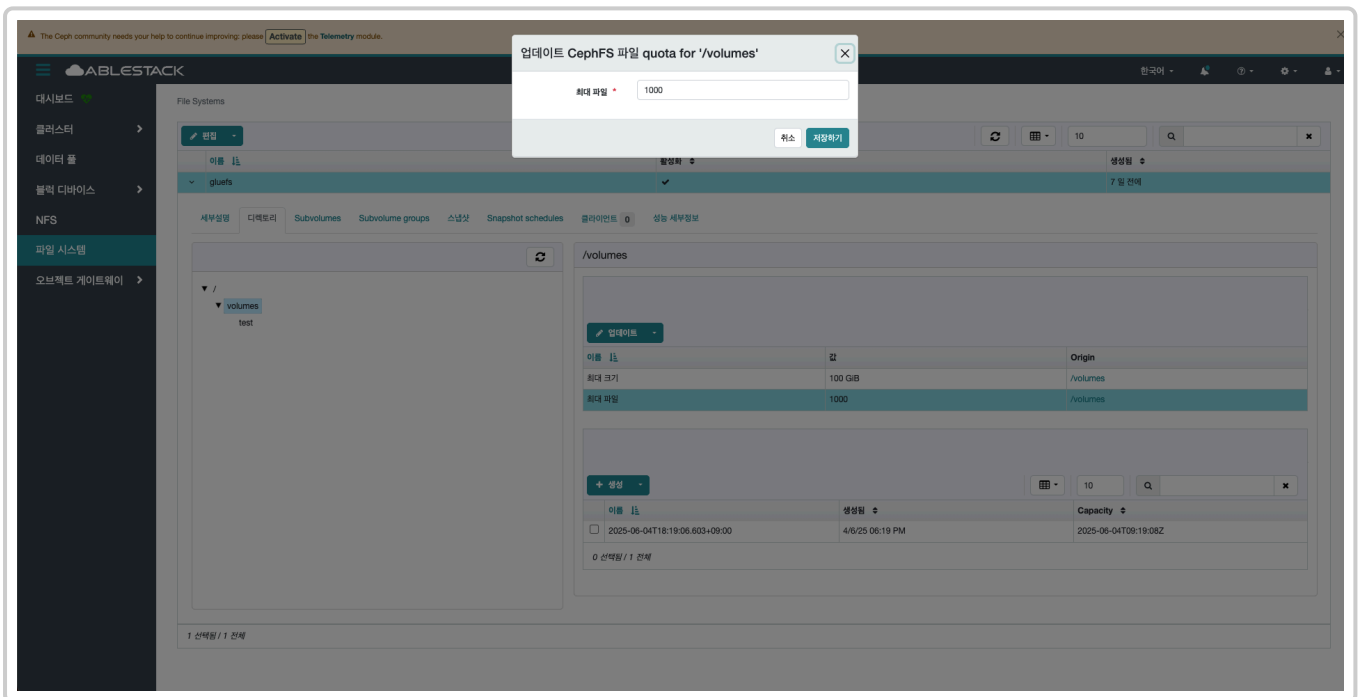 The Ceph community needs your help to continue improving: please Activate the Telemetry module.
업데이트 CephFS 파일 quota for '/volumes'
최대 파일 * 1000
취소 저장하기
ABLESTACK
한국어
대시보드
클러스터
데이터 풀
블럭 디바이스
NFS
파일 시스템
오브젝트 게이트웨이
File Systems
편집 10
이름 활성화 생성됨
gluefs 7 일 전에
세부설명 디렉토리 Subvolumes Subvolume groups 스냅샷 Snapshot schedules 클라이언트 0 성능 세부정보
/
volumes
test
/volumes
업데이트
이름 값 Origin
최대 크기 100 GiB /volumes
최대 파일 1000 /volumes
생성 10
이름 생성됨 Capacity
2025-06-04T18:19:06.603+09:00 4/6/25 06:19 PM 2025-06-04T09:19:08Z
0 선택됨 / 1 전체
1 선택됨 / 1 전체